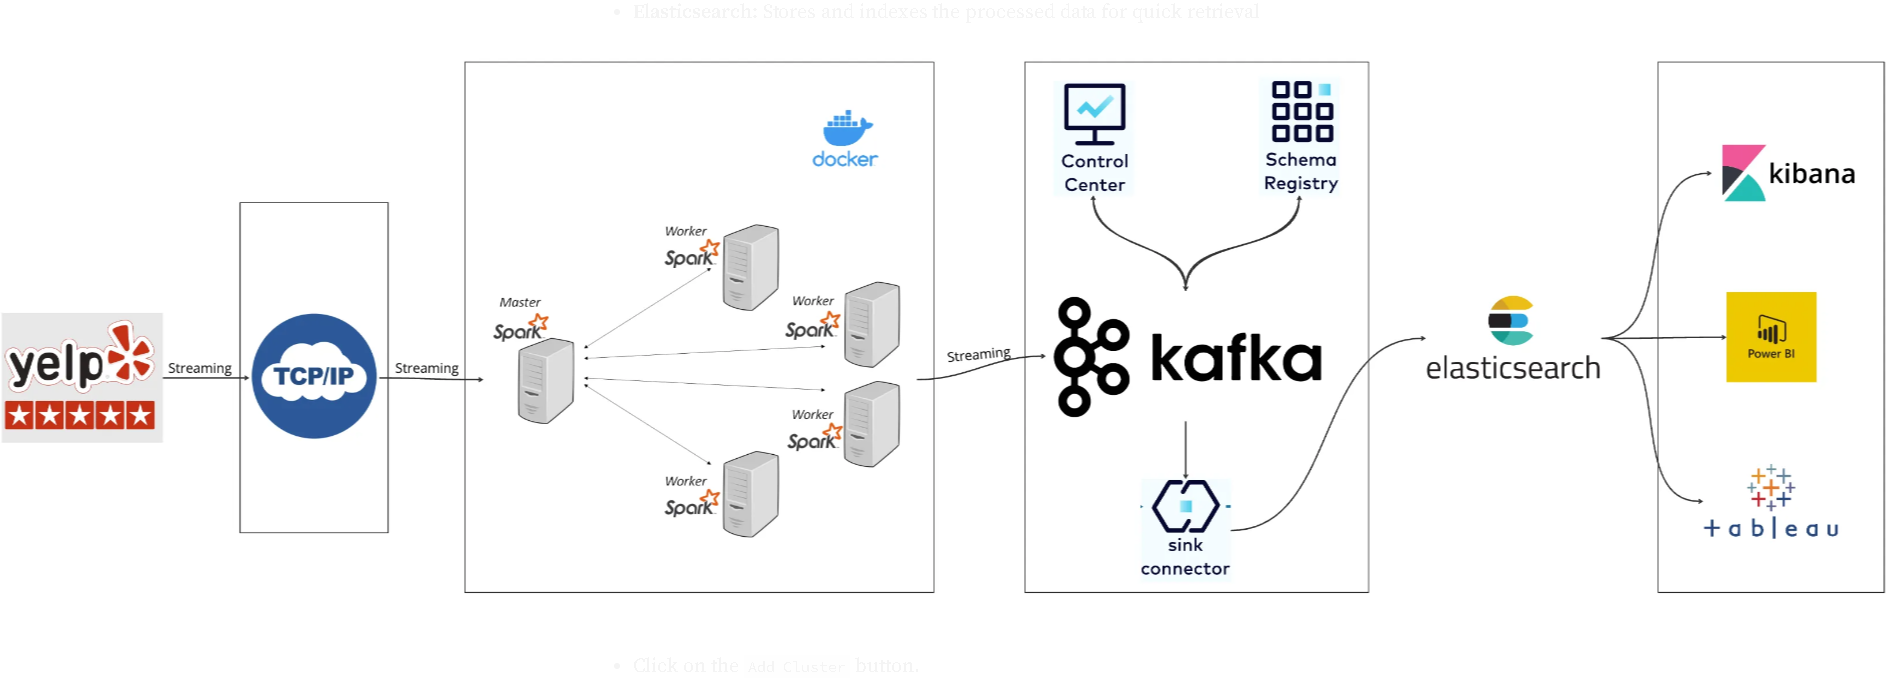 Elasticsearch: Stores and indexes the processed data for quick retrieval
yelp
Streaming
TCP/IP
Streaming
docker
Worker
Spark
Master
Spark
Worker
Spark
Worker
Spark
Worker
Spark
Streaming
Control
Center
Schema
Registry
kafka
sink
connector
elasticsearch
kibana
Power BI
+ableau
Click on the Add Cluster button.